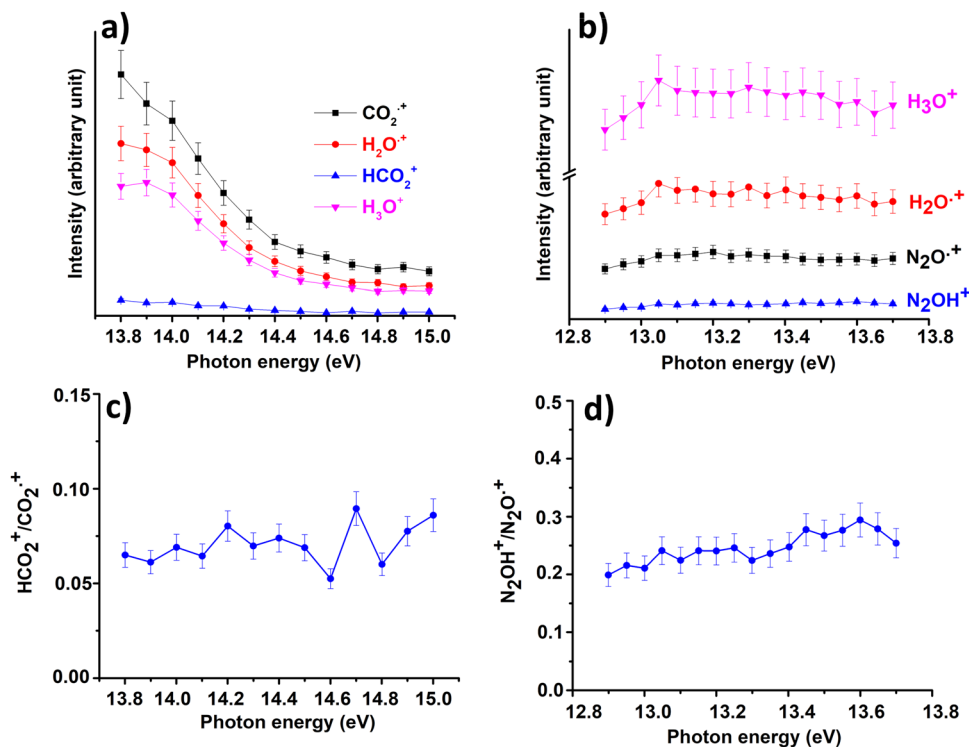 a)
Intensity (arbitrary unit)
CO₂·⁺
H₂O·⁺
HCO₂⁺
H₃O⁺
13.8 14.0 14.2 14.4 14.6 14.8 15.0
Photon energy (eV)
b)
Intensity (arbitrary unit)
H₃O⁺
H₂O·⁺
N₂O·⁺
N₂OH⁺
12.8 13.0 13.2 13.4 13.6 13.8
Photon energy (eV)
c)
HCO₂⁺/CO₂·⁺
0.15
0.10
0.05
0.00
13.8 14.0 14.2 14.4 14.6 14.8 15.0
Photon energy (eV)
d)
N₂OH⁺/N₂O·⁺
0.5
0.4
0.3
0.2
0.1
0.0
12.8 13.0 13.2 13.4 13.6 13.8
Photon energy (eV)